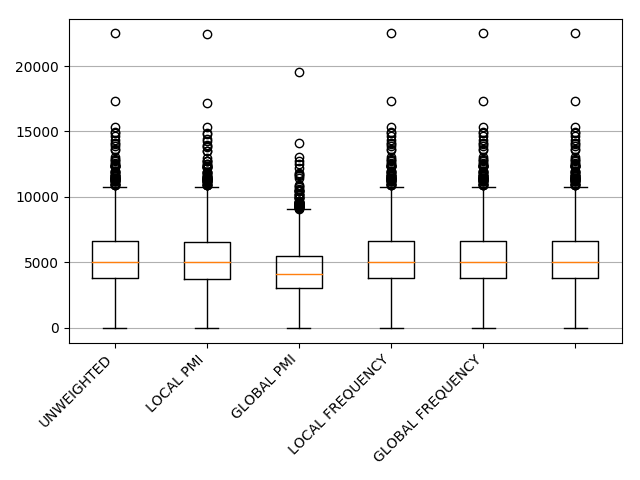 20000
15000
10000
5000
0
UNWEIGHTED
LOCAL PMI
GLOBAL PMI
LOCAL FREQUENCY
GLOBAL FREQUENCY